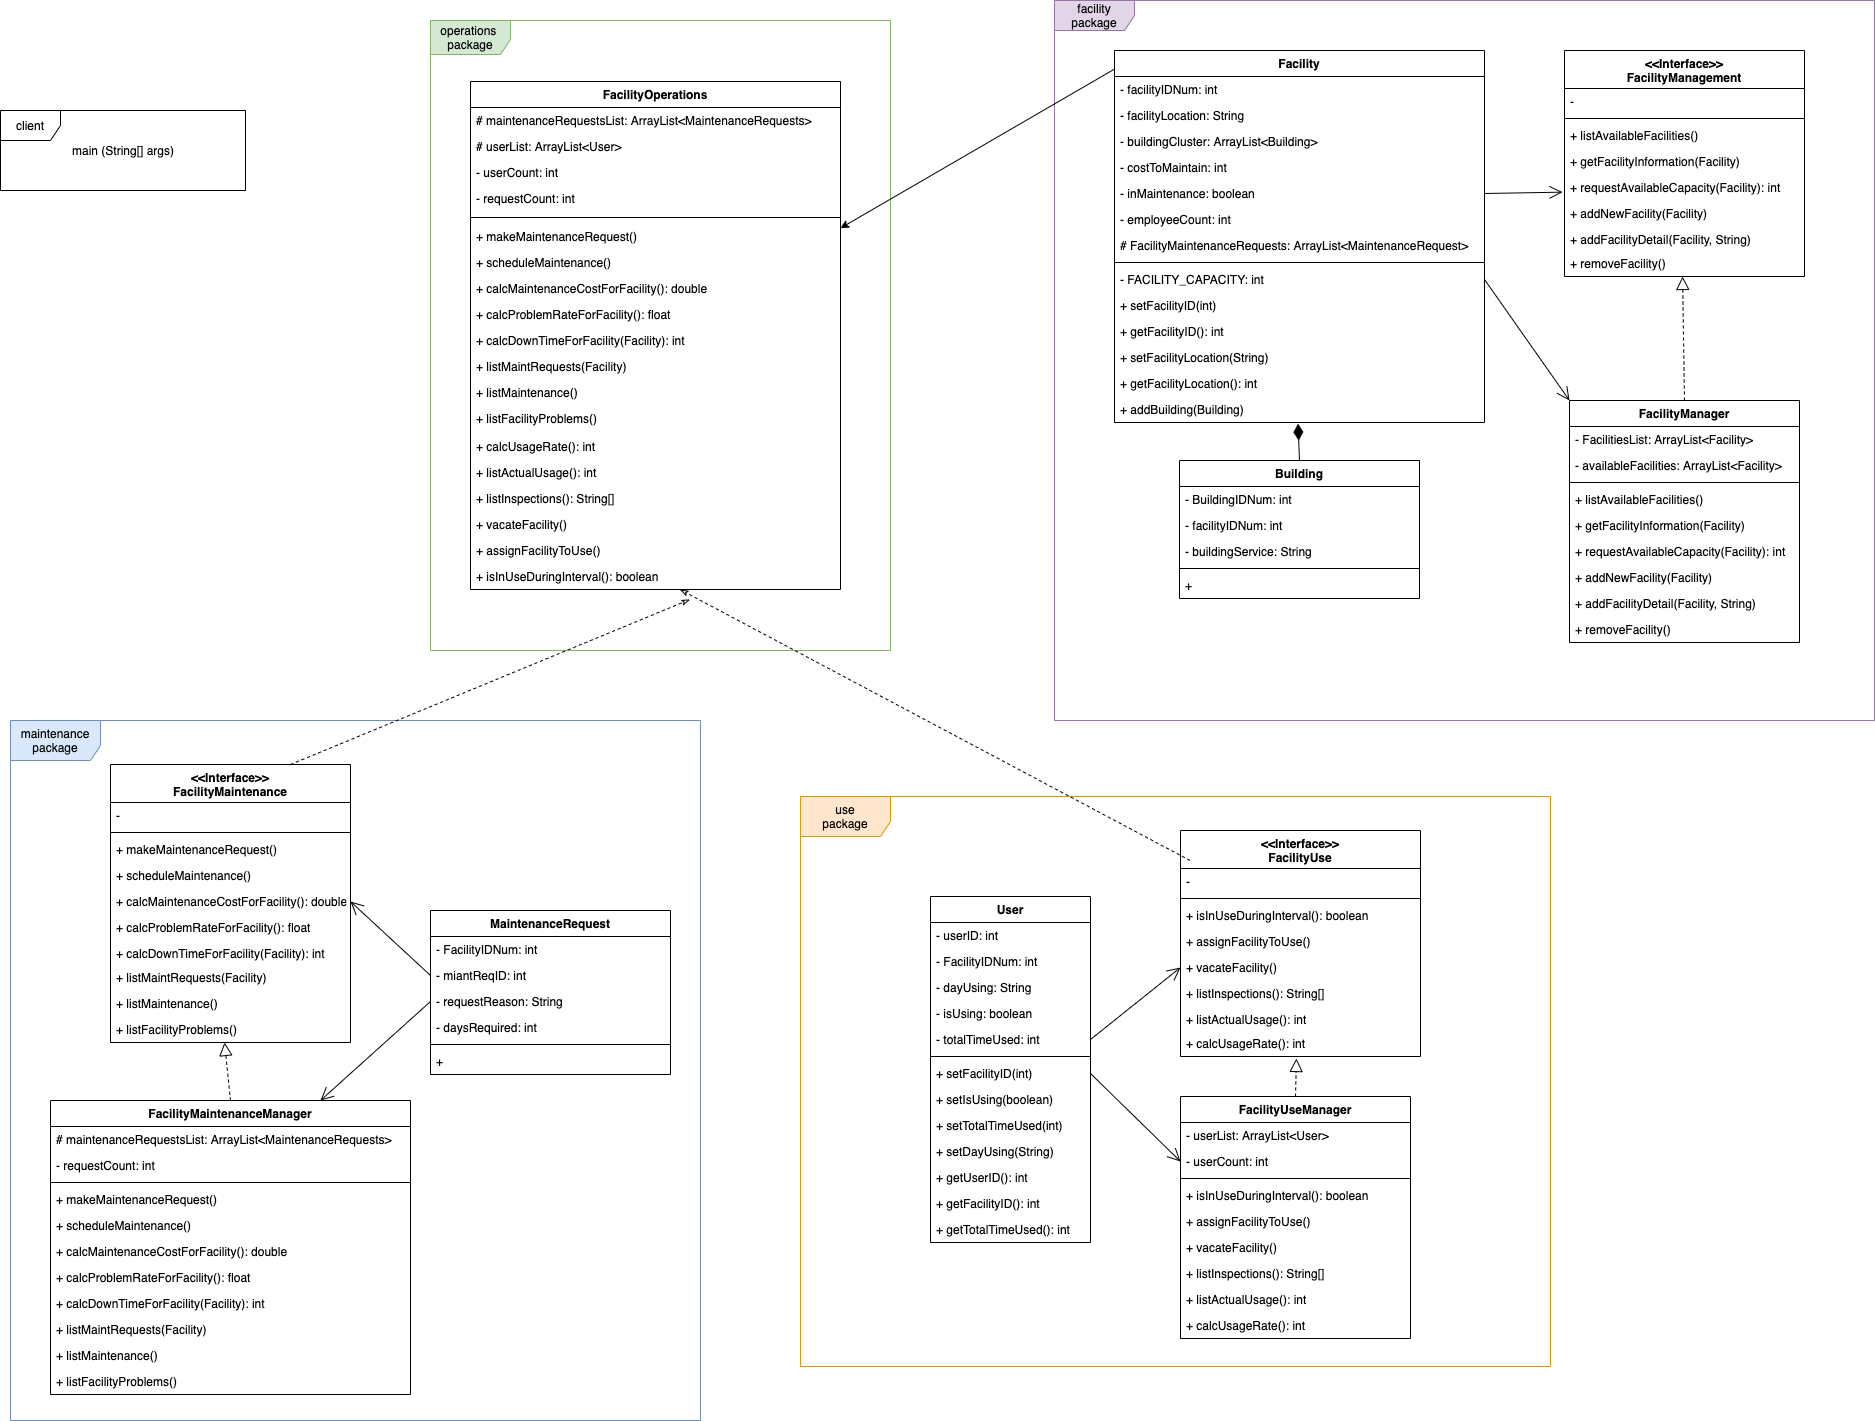 client
main (String[] args)
operations
package
FacilityOperations
# maintenanceRequestsList: ArrayList<MaintenanceRequests>
# userList: ArrayList<User>
- userCount: int
- requestCount: int
+ makeMaintenanceRequest()
+ scheduleMaintenance()
+ calcMaintenanceCostForFacility(): double
+ calcProblemRateForFacility(): float
+ calcDownTimeForFacility(Facility): int
+ listMaintRequests(Facility)
+ listMaintenance()
+ listFacilityProblems()
+ calcUsageRate(): int
+ listActualUsage(): int
+ listInspections(): String[]
+ vacateFacility()
+ assignFacilityToUse()
+ isInUseDuringInterval(): boolean
facility
package
Facility
- facilityIDNum: int
- facilityLocation: String
- buildingCluster: ArrayList<Building>
- costToMaintain: int
- inMaintenance: boolean
- employeeCount: int
# FacilityMaintenanceRequests: ArrayList<MaintenanceRequest>
- FACILITY_CAPACITY: int
+ setFacilityID(int)
+ getFacilityID(): int
+ setFacilityLocation(String)
+ getFacilityLocation(): int
+ addBuilding(Building)
<<Interface>>
FacilityManagement
-
+ listAvailableFacilities()
+ getFacilityInformation(Facility)
+ requestAvailableCapacity(Facility): int
+ addNewFacility(Facility)
+ addFacilityDetail(Facility, String)
+ removeFacility()
Building
- BuildingIDNum: int
- facilityIDNum: int
- buildingService: String
+
FacilityManager
- FacilitiesList: ArrayList<Facility>
- availableFacilities: ArrayList<Facility>
+ listAvailableFacilities()
+ getFacilityInformation(Facility)
+ requestAvailableCapacity(Facility): int
+ addNewFacility(Facility)
+ addFacilityDetail(Facility, String)
+ removeFacility()
maintenance
package
<<Interface>>
FacilityMaintenance
-
+ makeMaintenanceRequest()
+ scheduleMaintenance()
+ calcMaintenanceCostForFacility(): double
+ calcProblemRateForFacility(): float
+ calcDownTimeForFacility(Facility): int
+ listMaintRequests(Facility)
+ listMaintenance()
+ listFacilityProblems()
MaintenanceRequest
- FacilityIDNum: int
- miantReqID: int
- requestReason: String
- daysRequired: int
+
FacilityMaintenanceManager
# maintenanceRequestsList: ArrayList<MaintenanceRequests>
- requestCount: int
+ makeMaintenanceRequest()
+ scheduleMaintenance()
+ calcMaintenanceCostForFacility(): double
+ calcProblemRateForFacility(): float
+ calcDownTimeForFacility(Facility): int
+ listMaintRequests(Facility)
+ listMaintenance()
+ listFacilityProblems()
use
package
User
- userID: int
- FacilityIDNum: int
- dayUsing: String
- isUsing: boolean
- totalTimeUsed: int
+ setFacilityID(int)
+ setIsUsing(boolean)
+ setTotalTimeUsed(int)
+ setDayUsing(String)
+ getUserID(): int
+ getFacilityID(): int
+ getTotalTimeUsed(): int
<<Interface>>
FacilityUse
-
+ isInUseDuringInterval(): boolean
+ assignFacilityToUse()
+ vacateFacility()
+ listInspections(): String[]
+ listActualUsage(): int
+ calcUsageRate(): int
FacilityUseManager
- userList: ArrayList<User>
- userCount: int
+ isInUseDuringInterval(): boolean
+ assignFacilityToUse()
+ vacateFacility()
+ listInspections(): String[]
+ listActualUsage(): int
+ calcUsageRate(): int